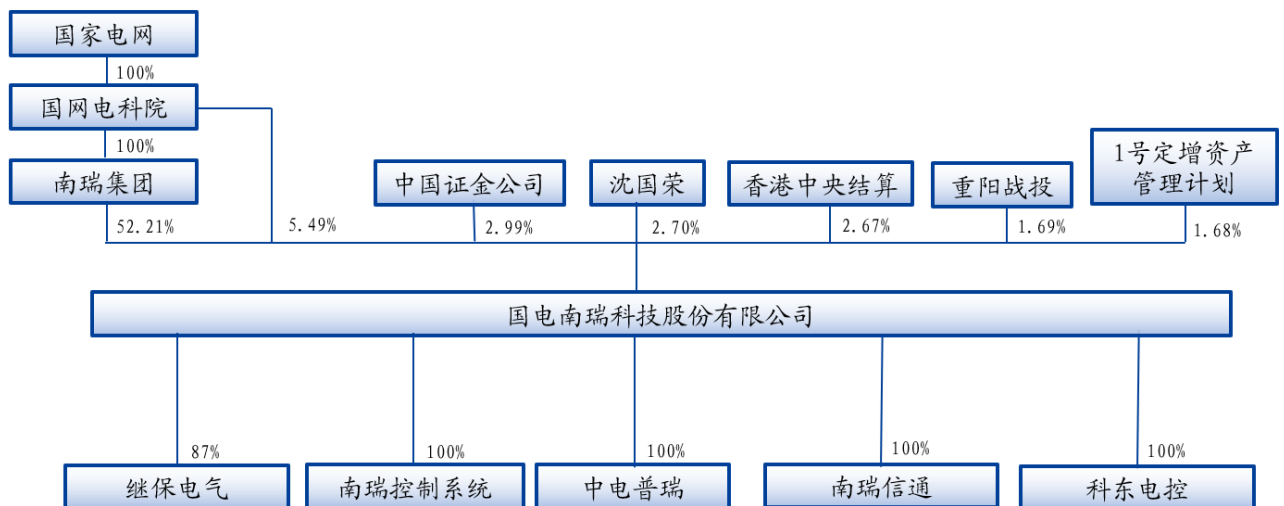 国家电网
100%
国网电科院
100%
南瑞集团
中国证金公司
沈国荣
香港中央结算
重阳战投
1号定增资产
管理计划
52.21%
5.49%
2.99%
2.70%
2.67%
1.69%
1.68%
国电南瑞科技股份有限公司
87%
100%
100%
100%
100%
继保电气
南瑞控制系统
中电普瑞
南瑞信通
科东电控